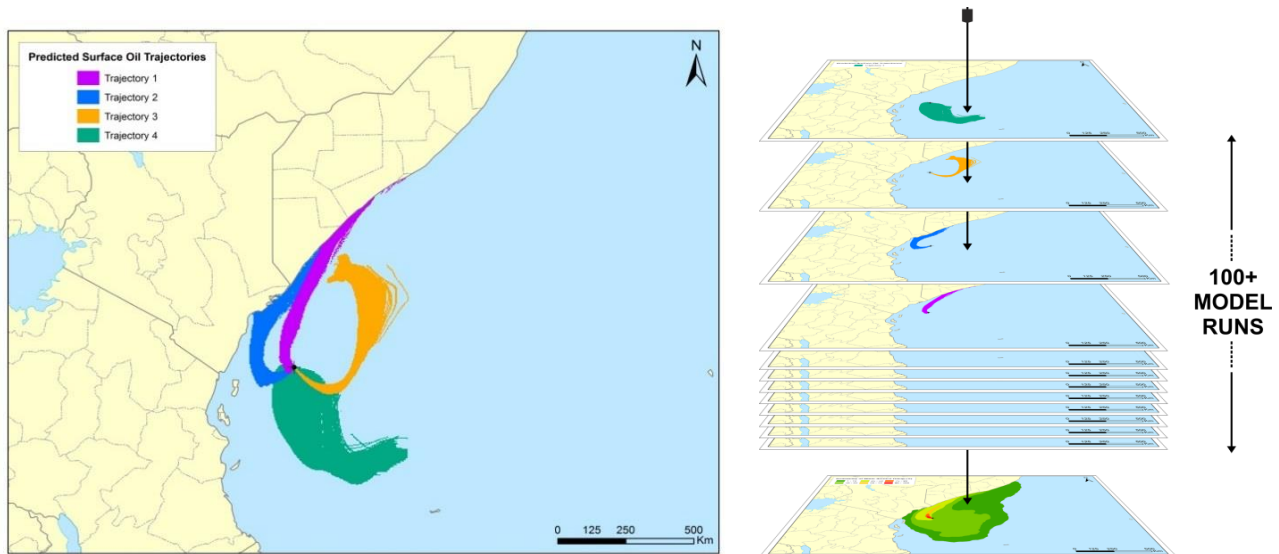 Predicted Surface Oil Trajectories
Trajectory 1
Trajectory 2
Trajectory 3
Trajectory 4
N
0 125 250 500
Km
100+
MODEL
RUNS